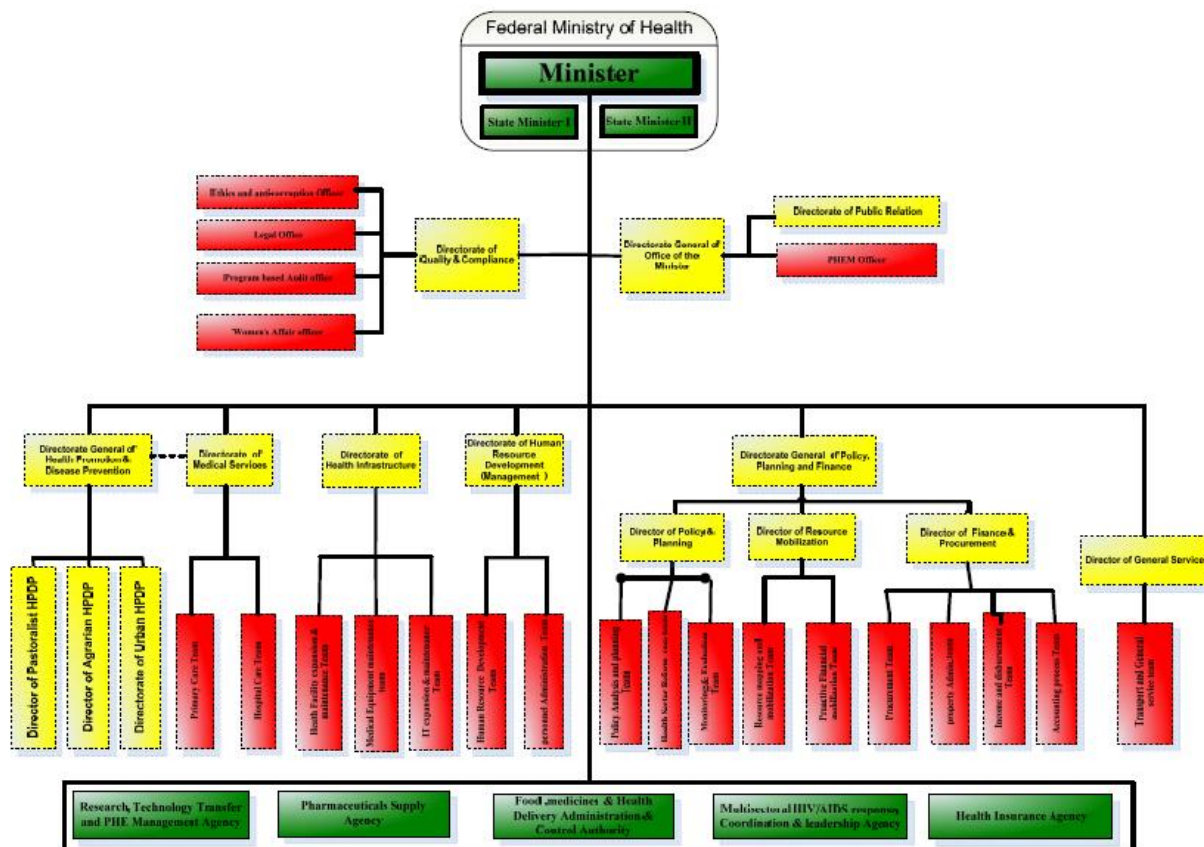 Federal Ministry of Health
Minister
State Minister I
State Minister II
Ethics and anticorruption Officer
Legal Office
Program based Audit office
Women's Affair officer
Directorate of
Quality & Compliance
Directorate General of
Office of the
Minister
Directorate of Public Relation
PHEM Officer
Directorate General of
Health Promotion &
Disease Prevention
Directorate of
Medical Services
Directorate of
Health Infrastructure
Directorate of Human
Resource
Development
(Management )
Directorate General of Policy,
Planning and Finance
Director of Policy &
Planning
Director of Resource
Mobilization
Director of Finance &
Procurement
Director of General Service
Director of Pastoralist HPDP
Director of Agrarian HPDP
Directorate of Urban HPDP
Primary Care Team
Hospital Care Team
Health Facility expansion &
maintenance Team
Medical Equipment maintenance
team
IT expansion & maintenance
Team
Human Resource Development
Team
personnel Administration Team
Policy Analysis and planning
Team
Health Sector Reform
Monitoring & Evaluation
Team
Resource mapping and
mobilization Team
Proactive Financial
mobilization Team
Procurement Team
property Admin. team
Income and disbursement
Team
Accounting process Team
Transport and General
service team
Research, Technology Transfer
and PHE Management Agency
Pharmaceuticals Supply
Agency
Food ,medicines & Health
Delivery Administration &
Control Authority
Multisectoral HIV/AIDS response
Coordination & leadership Agency
Health Insurance Agency